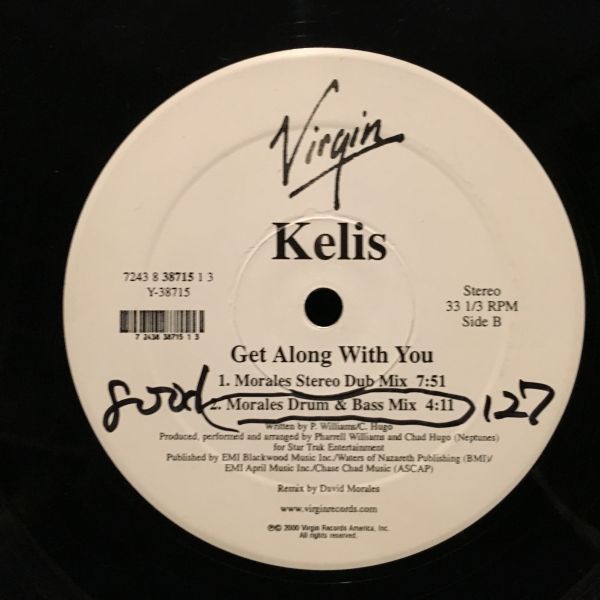 Virgin
Kelis
7243 8 38715 1 3
Y-38715
7 2438 38715 1 3
Stereo
33 1/3 RPM
Side B
Get Along With You
1. Morales Stereo Dub Mix 7:51
good 2. Morales Drum & Bass Mix 4:11 127
Written by P. Williams/C. Hugo
Produced, performed and arranged by Pharrell Williams and Chad Hugo (Neptunes)
for Star Trak Entertainment
Published by EMI Blackwood Music Inc./Waters of Nazareth Publishing (BMI)/
EMI April Music Inc./Chase Chad Music (ASCAP)
Remix by David Morales
www.virginrecords.com
℗© 2000 Virgin Records America, Inc.
All rights reserved.